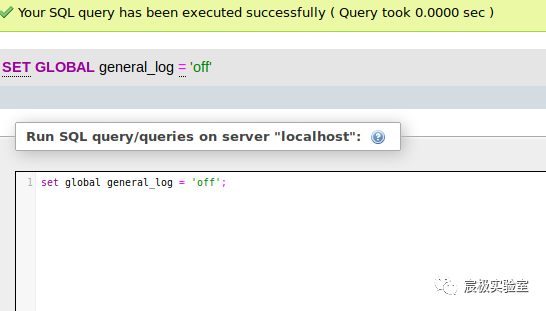 Your SQL query has been executed successfully ( Query took 0.0000 sec )
SET GLOBAL general_log = 'off'
Run SQL query/queries on server "localhost":
1 set global general_log = 'off';
宸极实验室